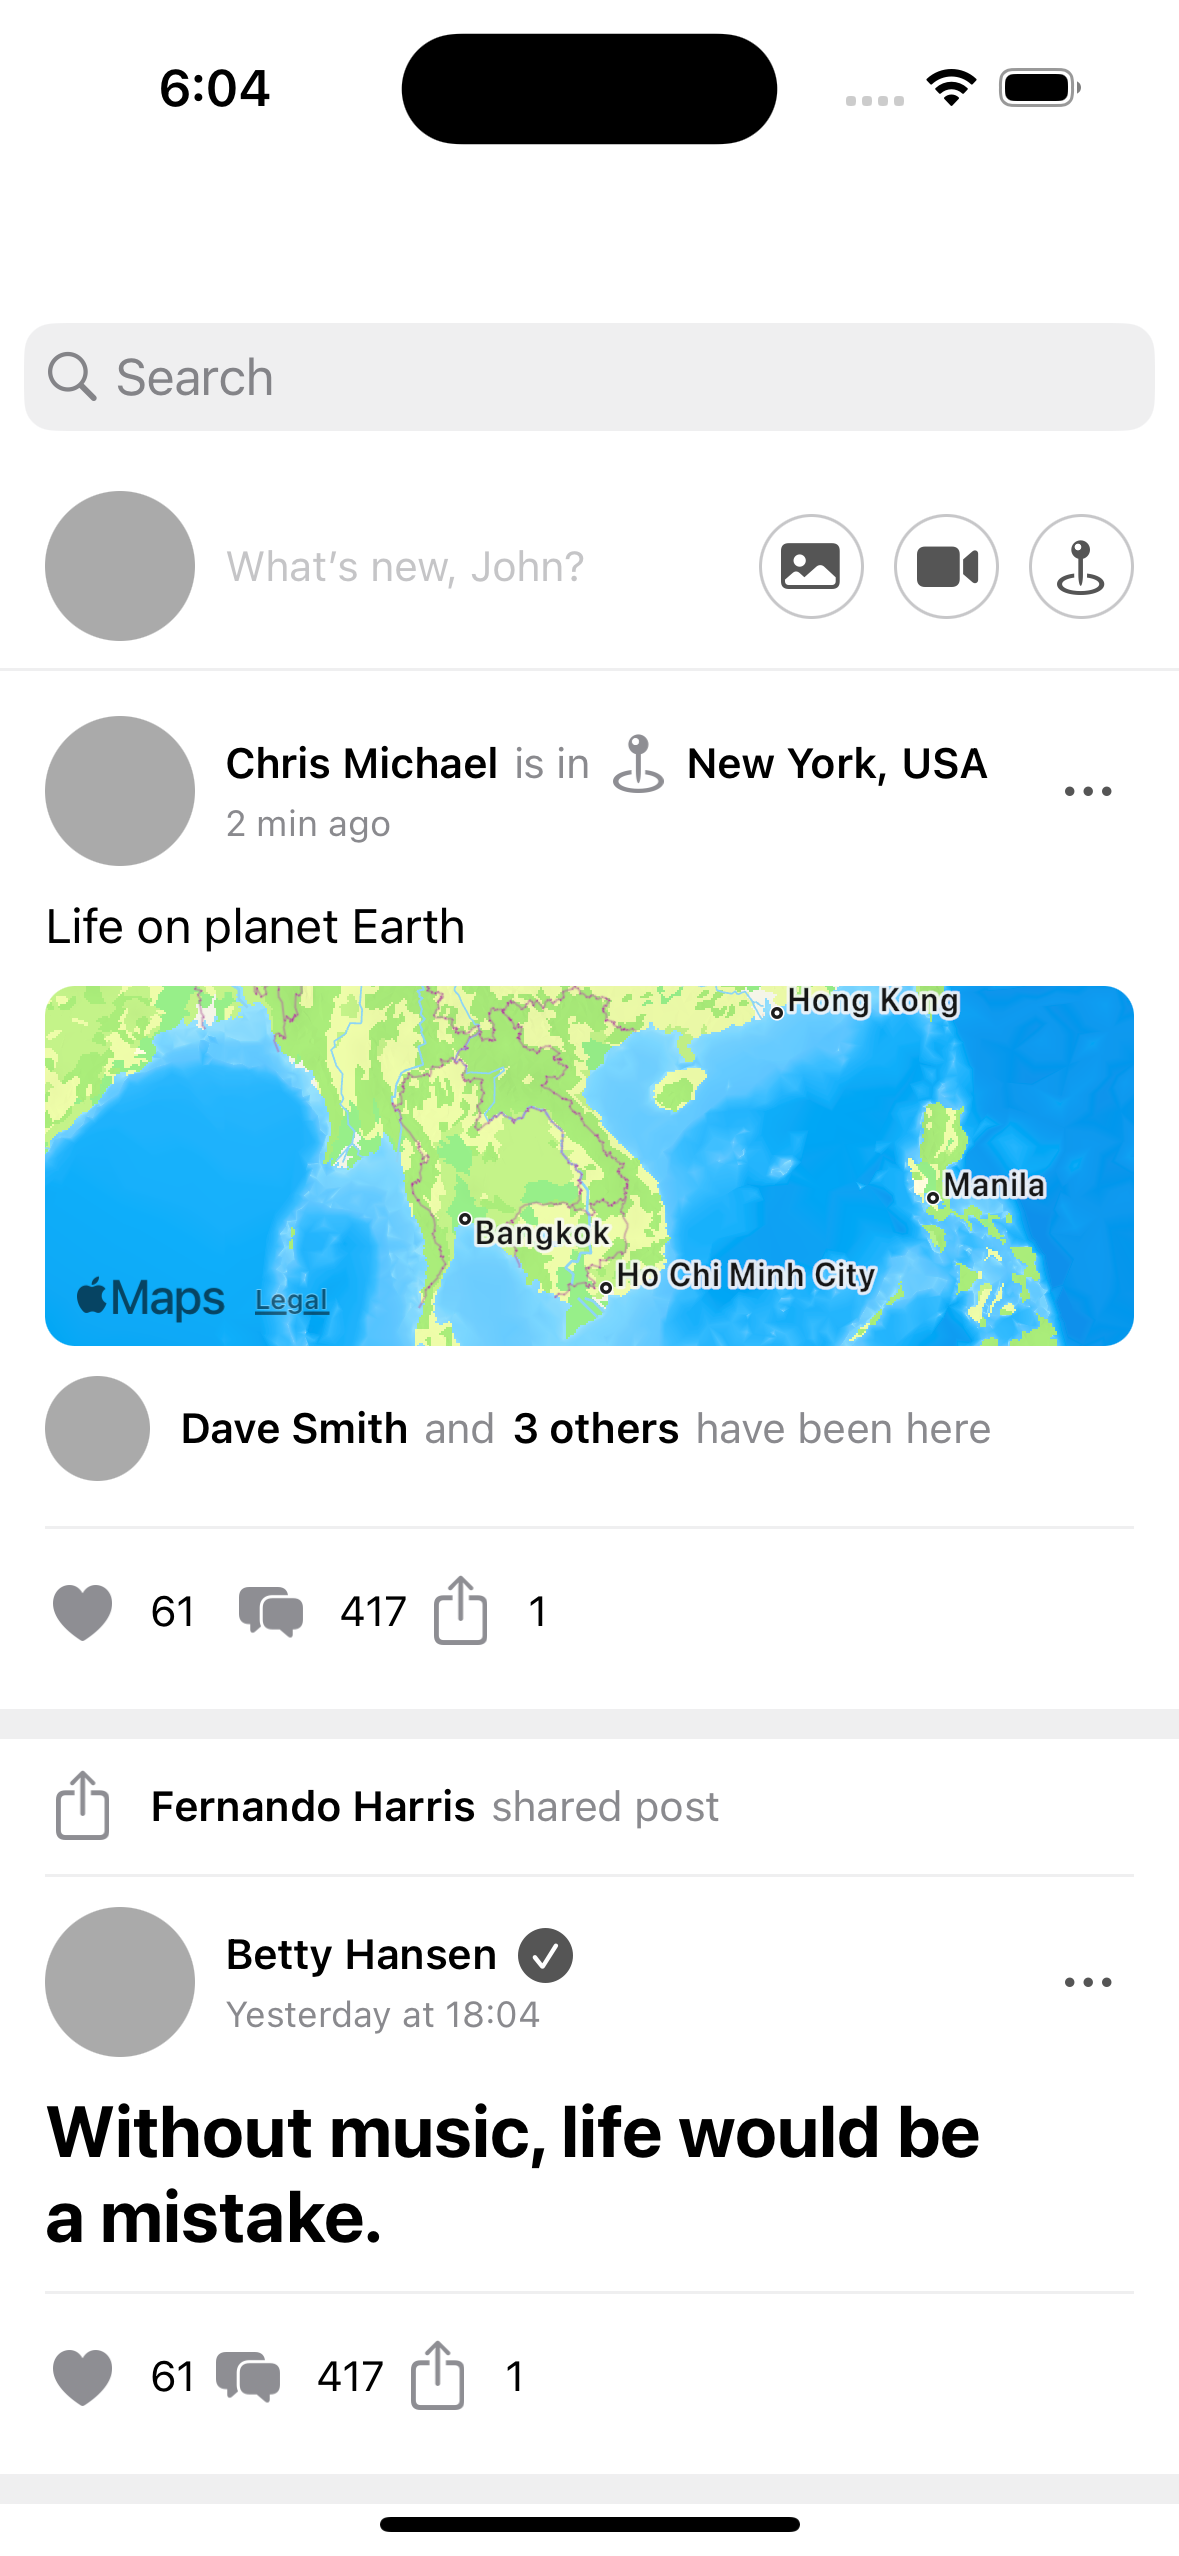 6:04
Search
What's new, John?
Chris Michael is in New York, USA
2 min ago
Life on planet Earth
Hong Kong
Manila
Bangkok
Ho Chi Minh City
Maps Legal
Dave Smith and 3 others have been here
61 417 1
Fernando Harris shared post
Betty Hansen
Yesterday at 18:04
Without music, life would be
a mistake.
61 417 1